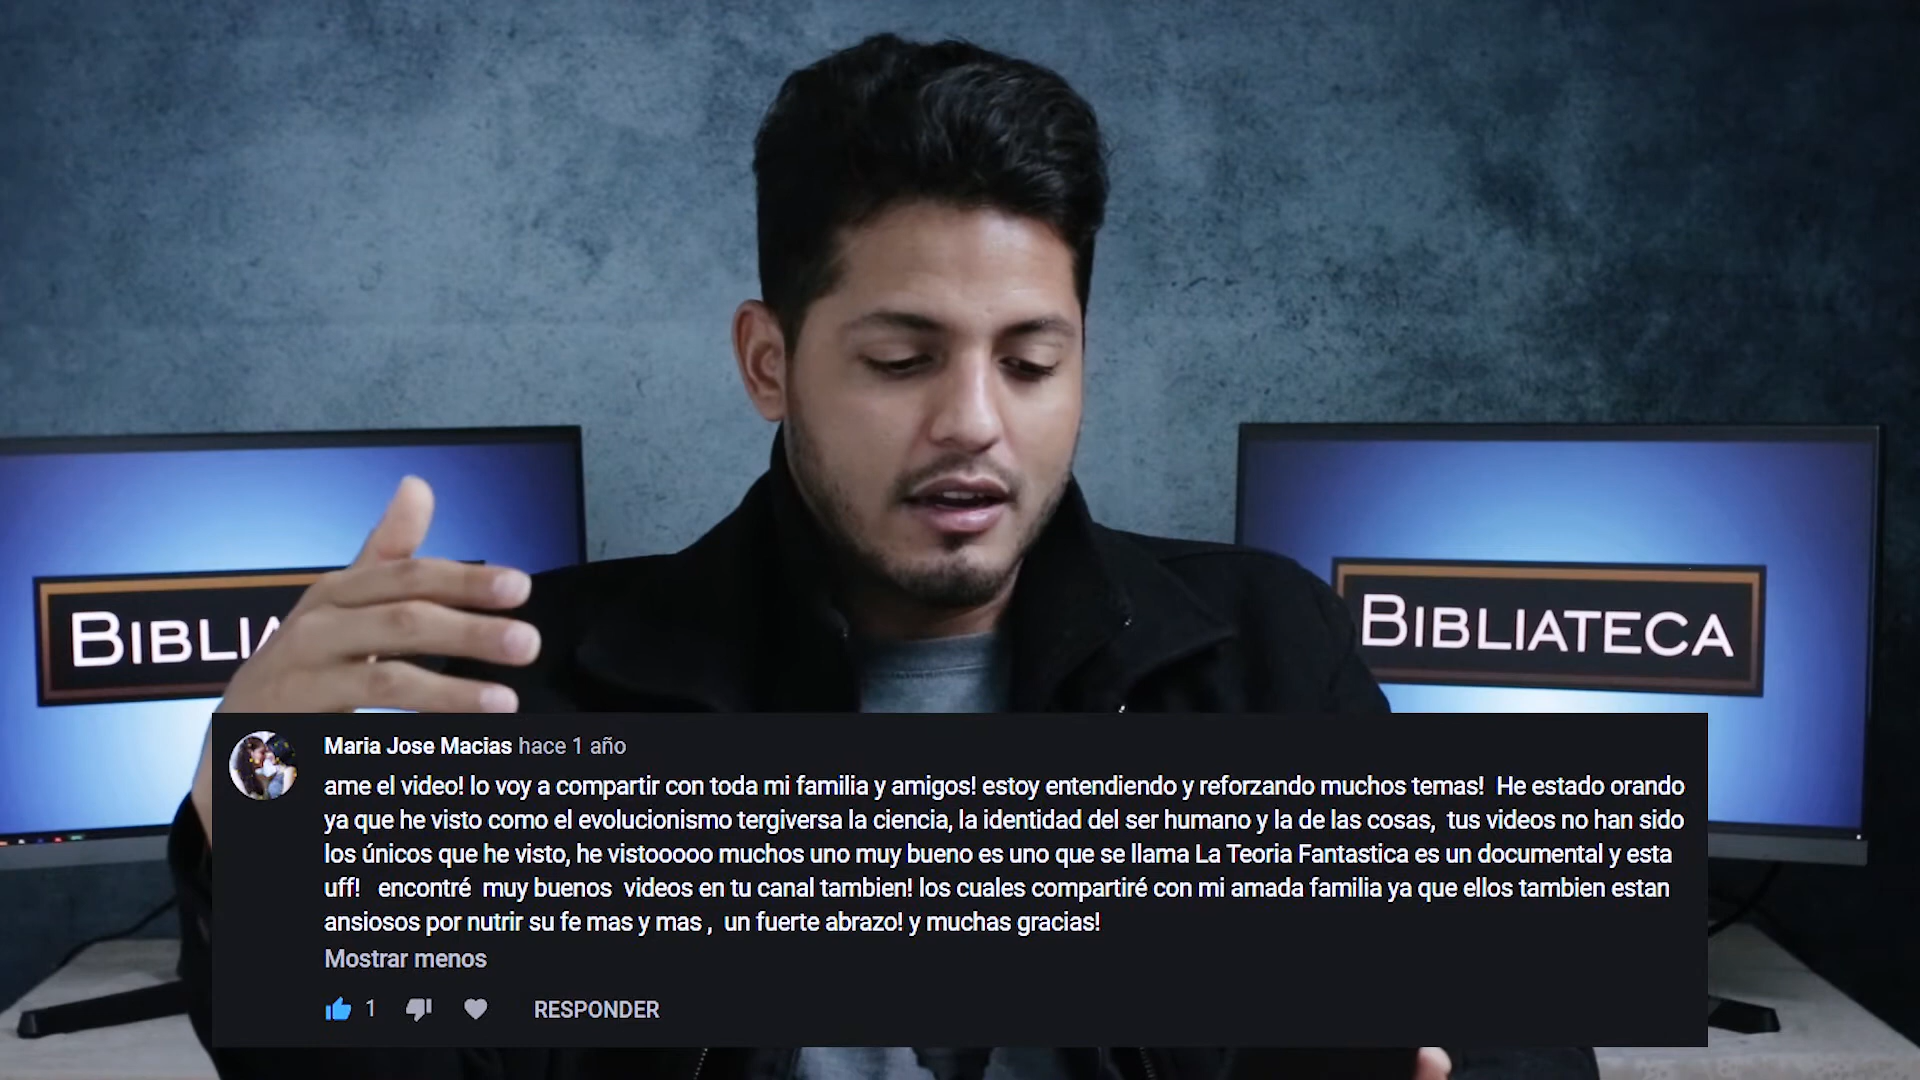 BIBLIA
BIBLIATECA
Maria Jose Macias hace 1 año
ame el video! lo voy a compartir con toda mi familia y amigos! estoy entendiendo y reforzando muchos temas!  He estado orando
ya que he visto como el evolucionismo tergiversa la ciencia, la identidad del ser humano y la de las cosas,  tus videos no han sido
los únicos que he visto, he vistooooo muchos uno muy bueno es uno que se llama La Teoria Fantastica es un documental y esta
uff!   encontré  muy buenos  videos en tu canal tambien! los cuales compartiré con mi amada familia ya que ellos tambien estan
ansiosos por nutrir su fe mas y mas ,  un fuerte abrazo! y muchas gracias!
Mostrar menos
1 RESPONDER